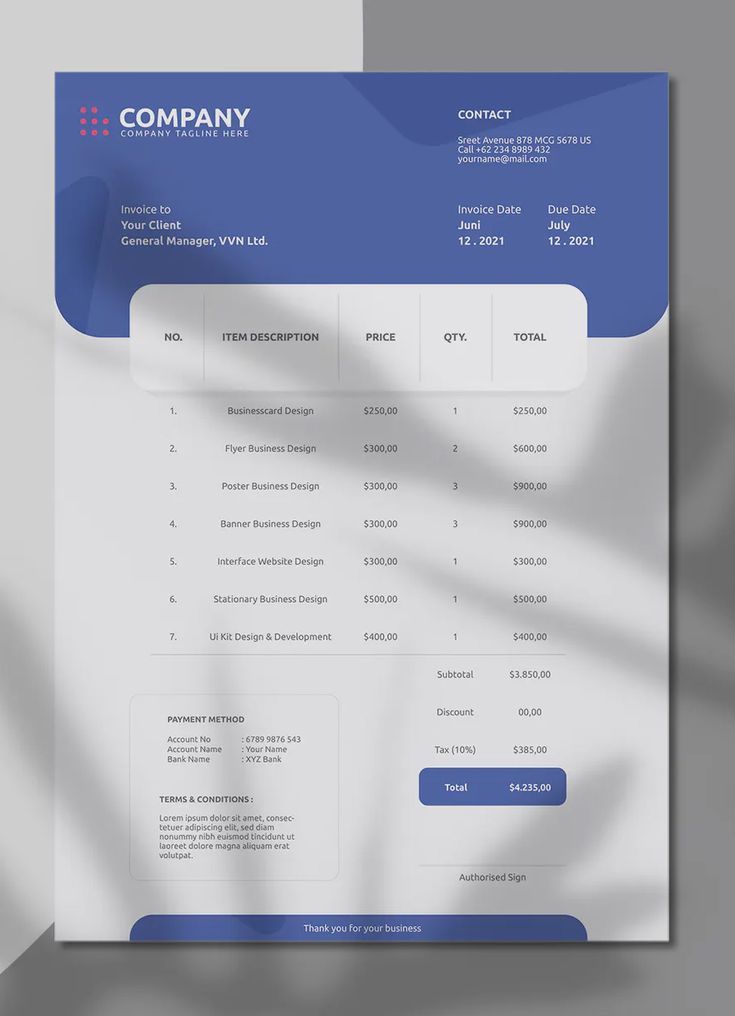 COMPANY
COMPANY TAGLINE HERE
CONTACT
Sreet Avenue 878 MCG 5678 US
Call +62 234 8989 432
yourname@mail.com
Invoice to
Your Client
General Manager, VVN Ltd.
Invoice Date Due Date
Juni July
12 . 2021 12 . 2021
NO. ITEM DESCRIPTION PRICE QTY. TOTAL
1. Businesscard Design $250,00 1 $250,00
2. Flyer Business Design $300,00 2 $600,00
3. Poster Business Design $300,00 3 $900,00
4. Banner Business Design $300,00 3 $900,00
5. Interface Website Design $300,00 1 $300,00
6. Stationary Business Design $500,00 1 $500,00
7. Ui Kit Design & Development $400,00 1 $400,00
Subtotal $3.850,00
Discount 00,00
Tax (10%) $385,00
Total $4.235,00
PAYMENT METHOD
Account No : 6789 9876 543
Account Name : Your Name
Bank Name : XYZ Bank
TERMS & CONDITIONS :
Lorem ipsum dolor sit amet, consec-
tetuer adipiscing elit, sed diam
nonummy nibh euismod tincidunt ut
laoreet dolore magna aliquam erat
volutpat.
Authorised Sign
Thank you for your business